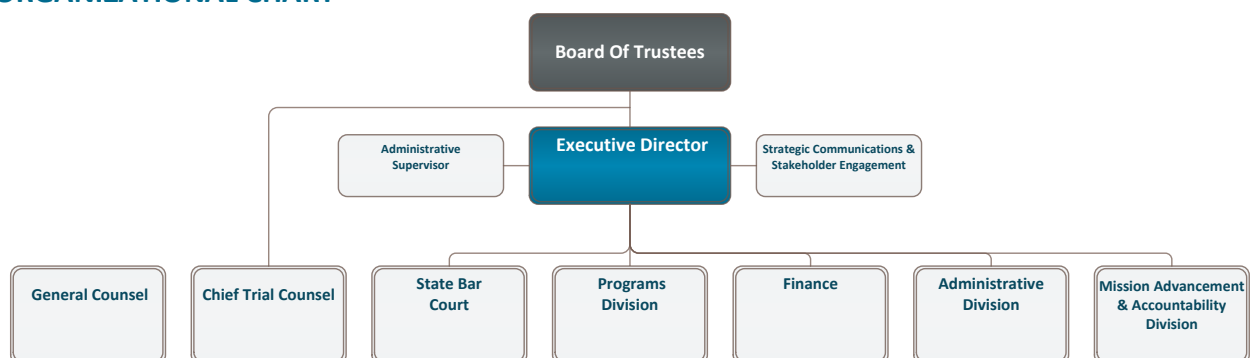 ORGANIZATIONAL CHART
Board Of Trustees
Executive Director
Administrative
Supervisor
Strategic Communications &
Stakeholder Engagement
General Counsel
Chief Trial Counsel
State Bar
Court
Programs
Division
Finance
Administrative
Division
Mission Advancement
& Accountability
Division